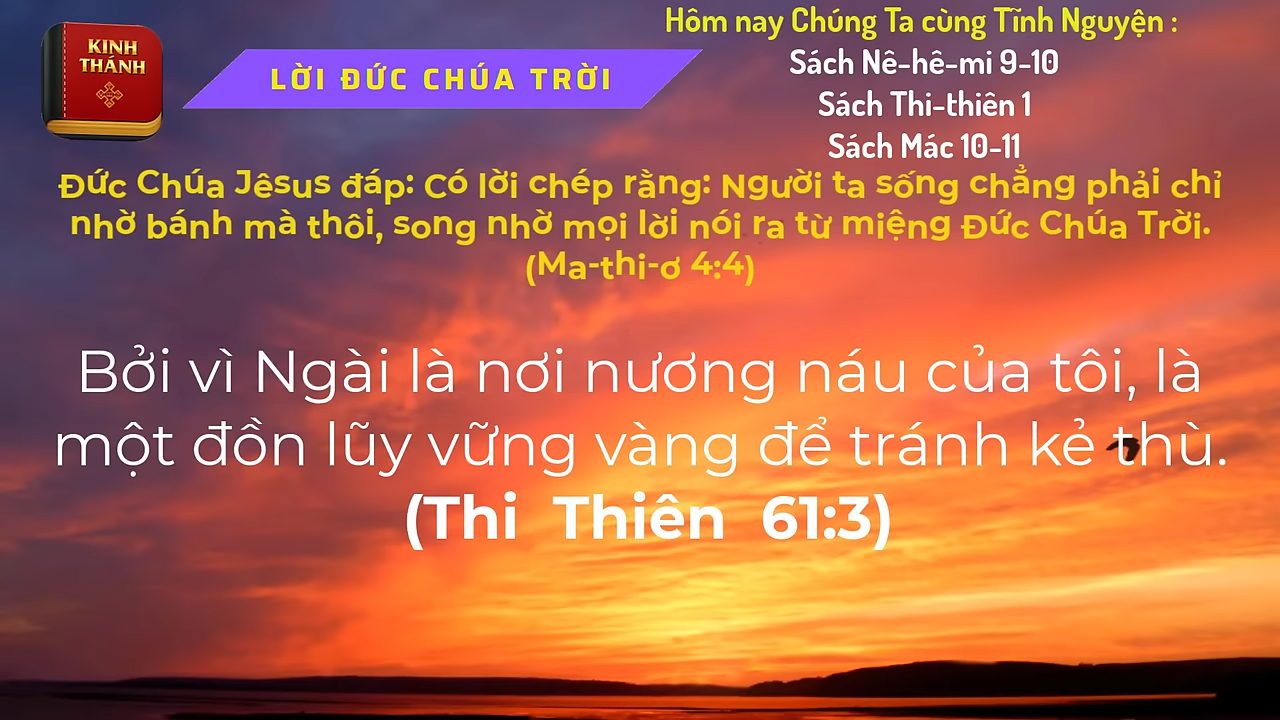 KINH
THÁNH
LỜI ĐỨC CHÚA TRỜI
Hôm nay Chúng Ta cùng Tĩnh Nguyện :
Sách Nê-hê-mi 9-10
Sách Thi-thiên 1
Sách Mác 10-11
Đức Chúa Jêsus đáp: Có lời chép rằng: Người ta sống chẳng phải chỉ
nhờ bánh mà thôi, song nhờ mọi lời nói ra từ miệng Đức Chúa Trời.
(Ma-thi-ơ 4:4)
Bởi vì Ngài là nơi nương náu của tôi, là
một đồn lũy vững vàng để tránh kẻ thù.
(Thi Thiên 61:3)